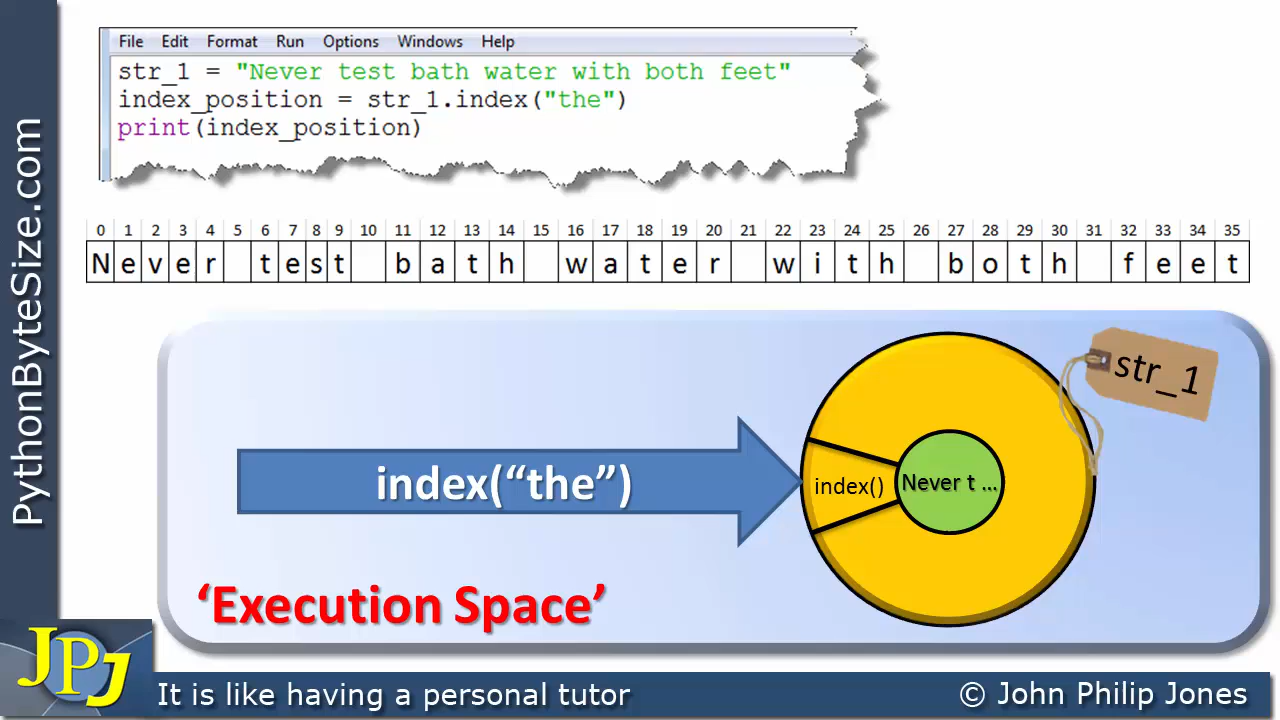 PythonByteSize.com
File Edit Format Run Options Windows Help
str_1 = "Never test bath water with both feet"
index_position = str_1.index("the")
print(index_position)
0 1 2 3 4 5 6 7 8 9 10 11 12 13 14 15 16 17 18 19 20 21 22 23 24 25 26 27 28 29 30 31 32 33 34 35
N e v e r t e s t b a t h w a t e r w i t h b o t h f e e t
str_1
index(“the”)
index()
Never t ...
‘Execution Space’
JPJ
It is like having a personal tutor
© John Philip Jones